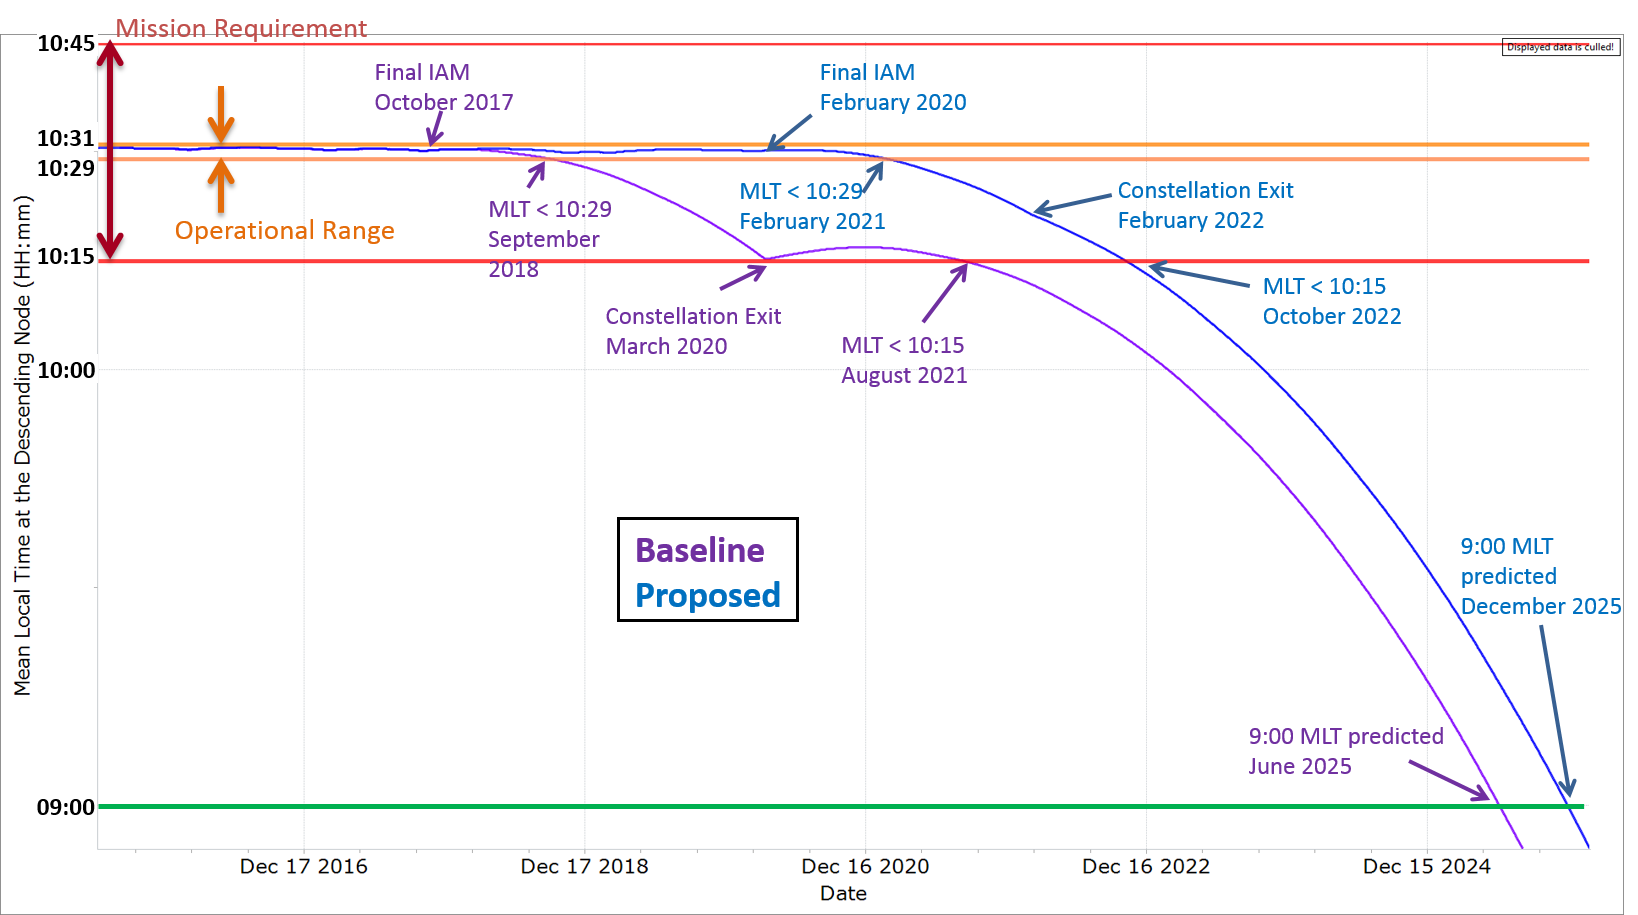 Mission Requirement
10:45
Displayed data is culled!
Final IAM
October 2017
Final IAM
February 2020
10:31
10:29
MLT < 10:29
September
2018
MLT < 10:29
February 2021
Constellation Exit
February 2022
Operational Range
10:15
MLT < 10:15
October 2022
Constellation Exit
March 2020
MLT < 10:15
August 2021
10:00
Mean Local Time at the Descending Node (HH:mm)
Baseline
Proposed
9:00 MLT
predicted
December 2025
9:00 MLT predicted
June 2025
09:00
Dec 17 2016
Dec 17 2018
Dec 16 2020
Dec 16 2022
Dec 15 2024
Date